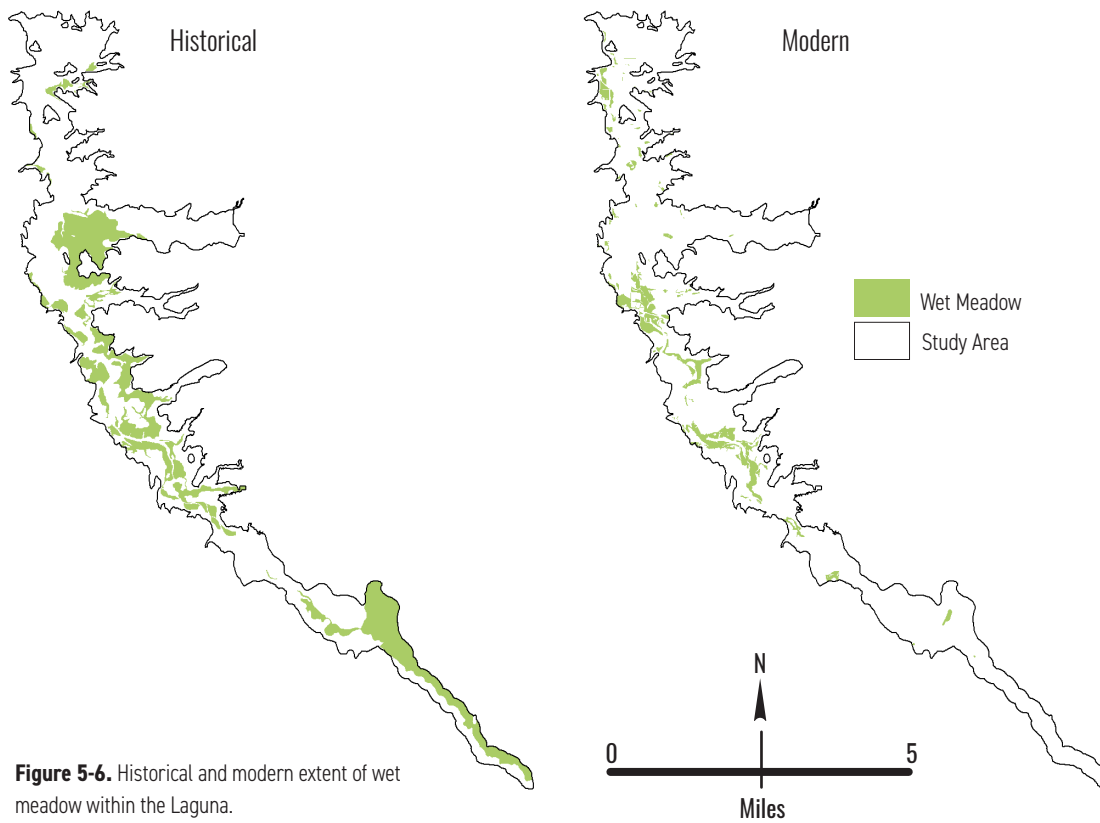 Historical
Modern
Wet Meadow
Study Area
N
0 5
Miles
Figure 5-6. Historical and modern extent of wet
meadow within the Laguna.